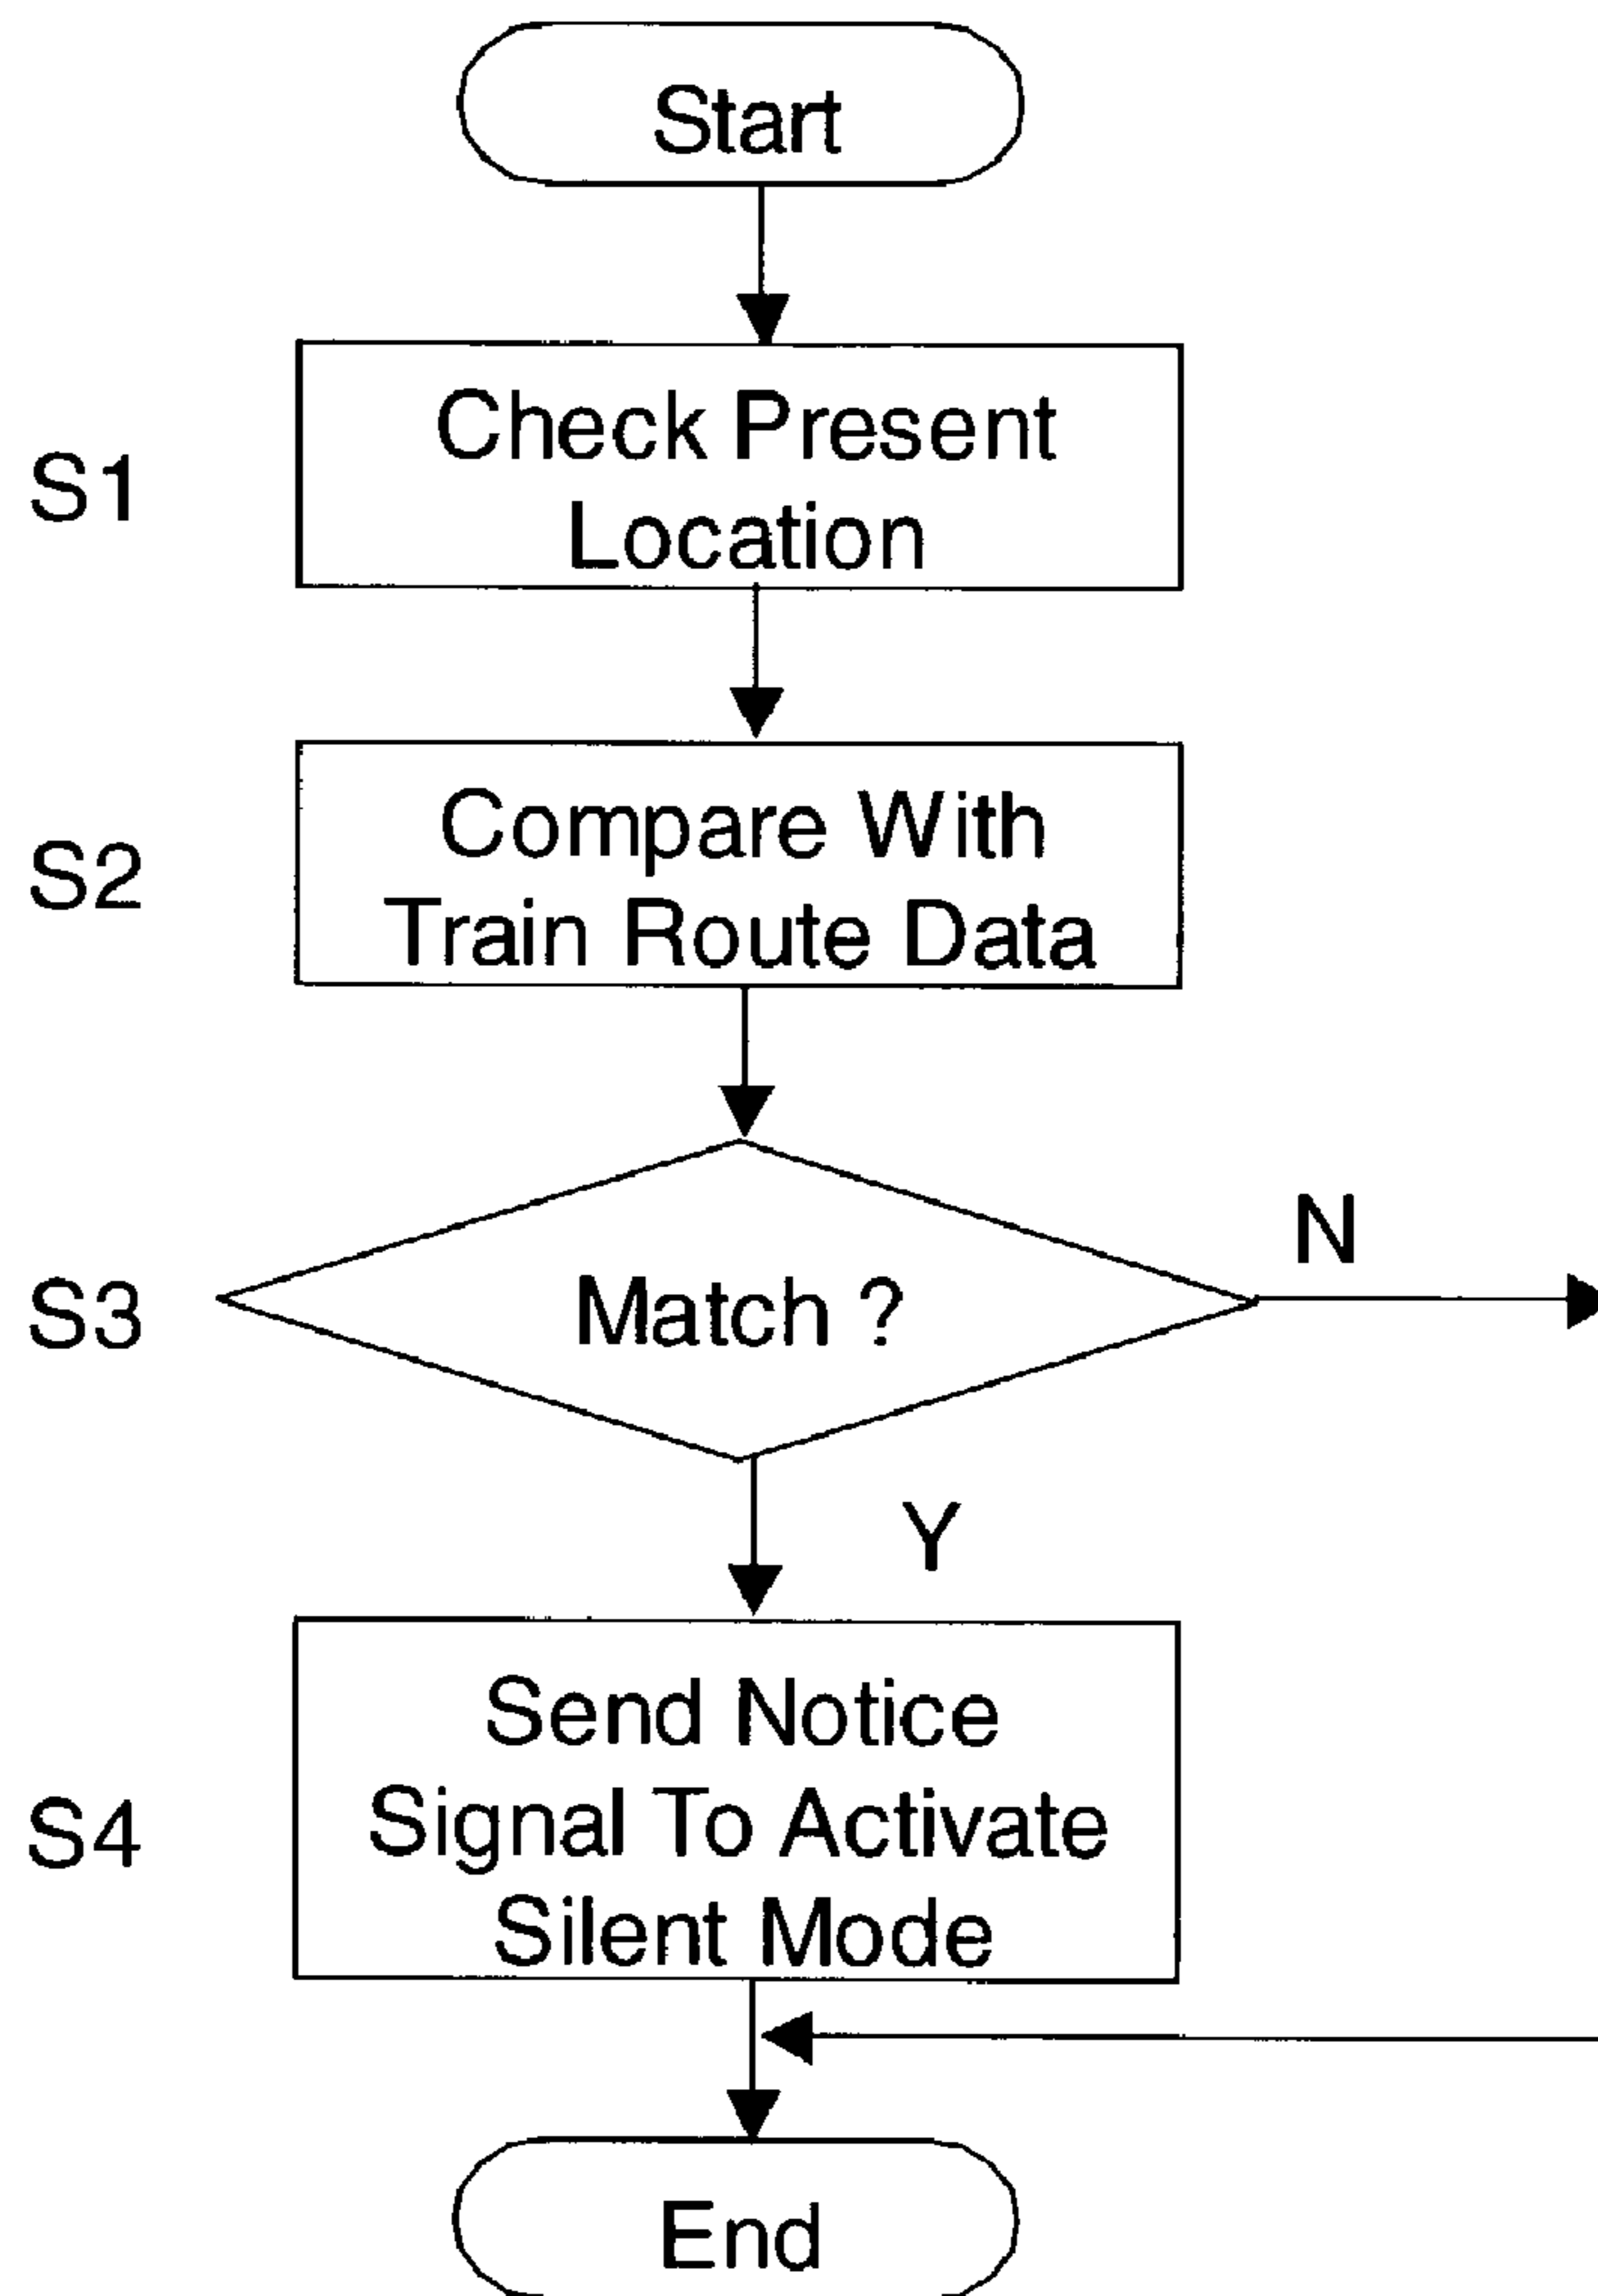 Start
S1
Check Present
Location
S2
Compare With
Train Route Data
S3
Match ?
N
Y
S4
Send Notice
Signal To Activate
Silent Mode
End